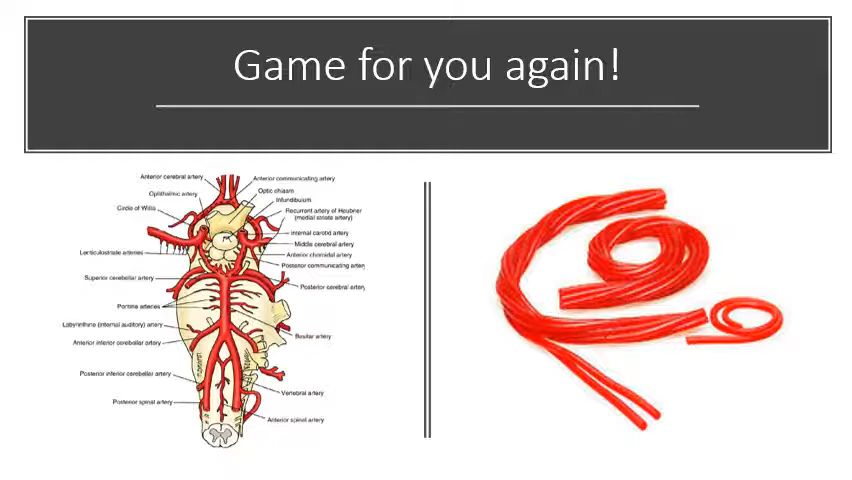 Game for you again!
Anterior cerebral artery
Anterior communicating artery
Ophthalmic artery
Optic chiasm
Infundibulum
Circle of Willis
Recurrent artery of Heubner
(medial striate artery)
Internal carotid artery
Middle cerebral artery
Lenticulostriate arteries
Anterior choroidal artery
Posterior communicating artery
Superior cerebellar artery
Posterior cerebral artery
Pontine arteries
Labyrinthine (internal auditory) artery
Basilar artery
Anterior inferior cerebellar artery
Posterior inferior cerebellar artery
Vertebral artery
Posterior spinal artery
Anterior spinal artery